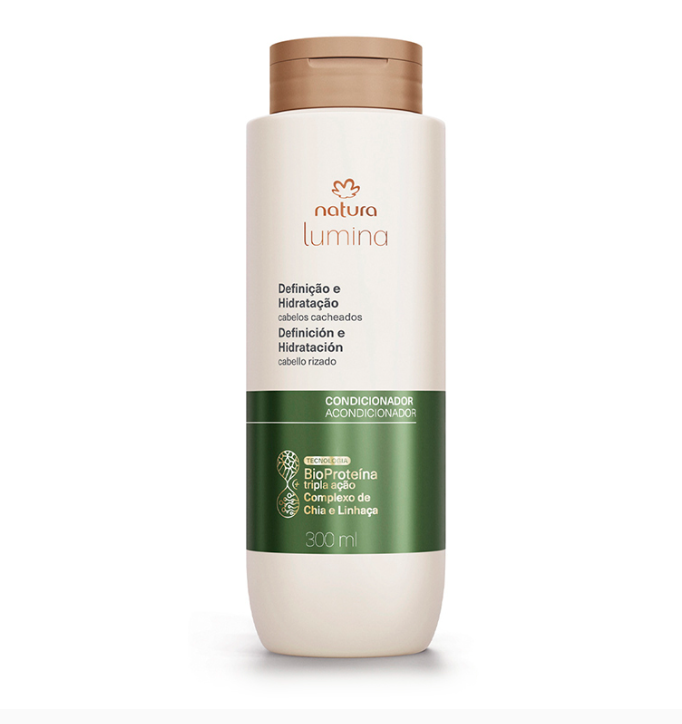 natura
lumina
Definição e
Hidratação
cabelos cacheados
Definición e
Hidratación
cabello rizado
CONDICIONADOR
ACONDICIONADOR
TECNOLOGIA
BioProteína
tripla ação
Complexo de
Chia e Linhaça
300 ml